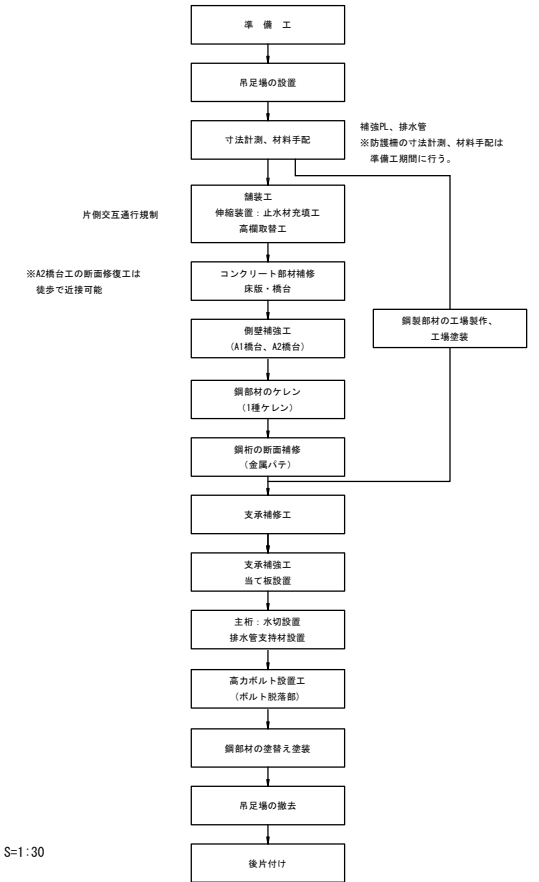 準 備 工
吊足場の設置
寸法計測、材料手配
補強PL、排水管
※防護柵の寸法計測、材料手配は
準備工期間に行う。
片側交互通行規制
舗装工
伸縮装置：止水材充填工
高欄取替工
※A2橋台工の断面修復工は
徒歩で近接可能
コンクリート部材補修
床版・橋台
側壁補強工
(A1橋台、A2橋台)
鋼製部材の工場製作、
工場塗装
鋼部材のケレン
(1種ケレン)
鋼桁の断面補修
(金属パテ)
支承補修工
支承補強工
当て板設置
主桁：水切設置
排水管支持材設置
高力ボルト設置工
(ボルト脱落部)
鋼部材の塗替え塗装
吊足場の撤去
S=1:30
後片付け